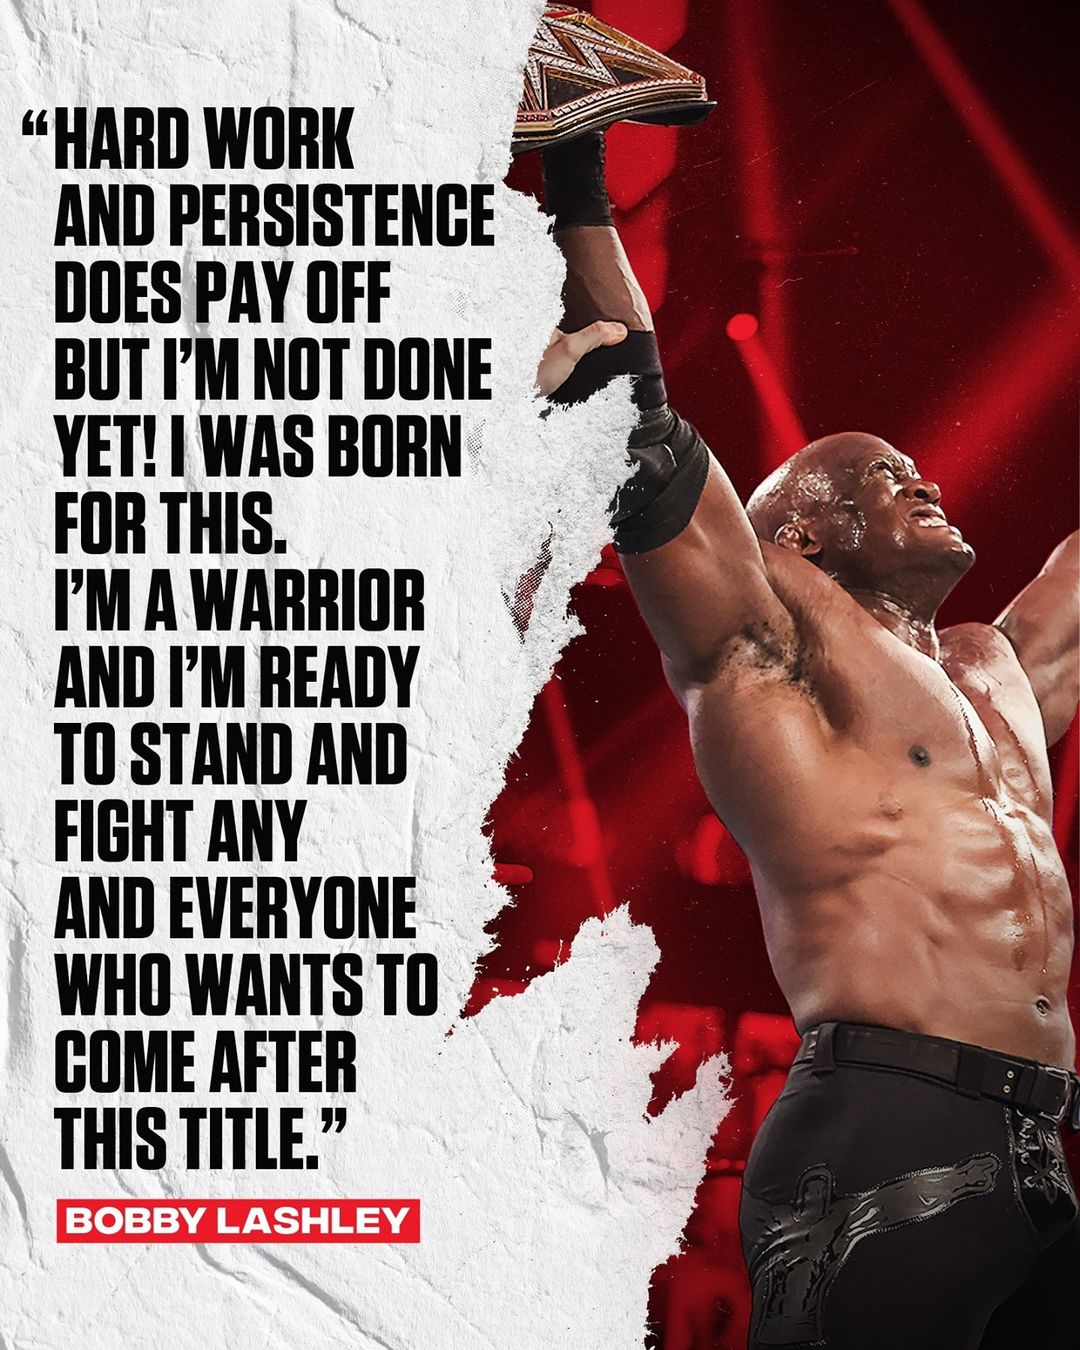 “HARD WORK
AND PERSISTENCE
DOES PAY OFF
BUT I’M NOT DONE
YET! I WAS BORN
FOR THIS.
I’M A WARRIOR
AND I’M READY
TO STAND AND
FIGHT ANY
AND EVERYONE
WHO WANTS TO
COME AFTER
THIS TITLE.”
BOBBY LASHLEY